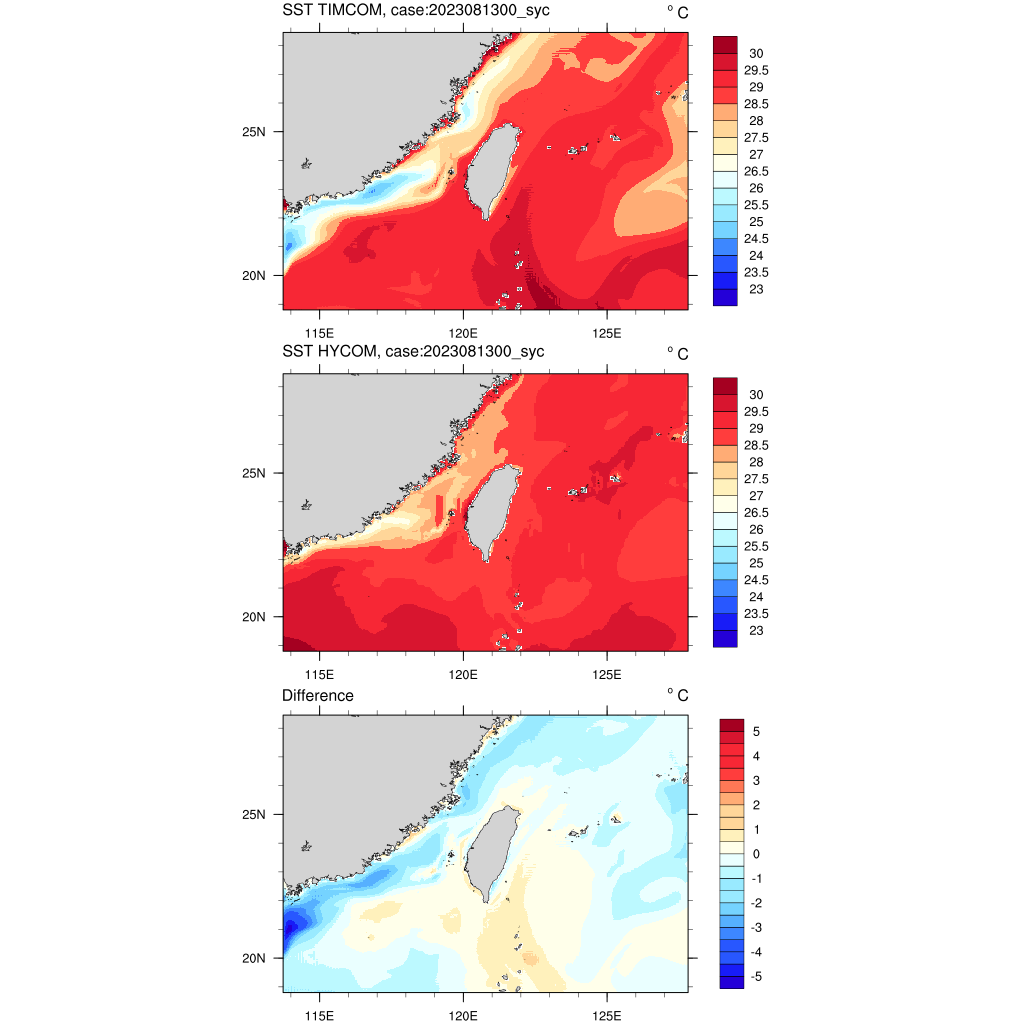 SST TIMCOM, case:2023081300_syc
° C
30
29.5
29
28.5
28
27.5
27
26.5
26
25.5
25
24.5
24
23.5
23
25N
20N
115E
120E
125E
SST HYCOM, case:2023081300_syc
° C
30
29.5
29
28.5
28
27.5
27
26.5
26
25.5
25
24.5
24
23.5
23
25N
20N
115E
120E
125E
Difference
° C
5
4
3
2
1
0
-1
-2
-3
-4
-5
25N
20N
115E
120E
125E